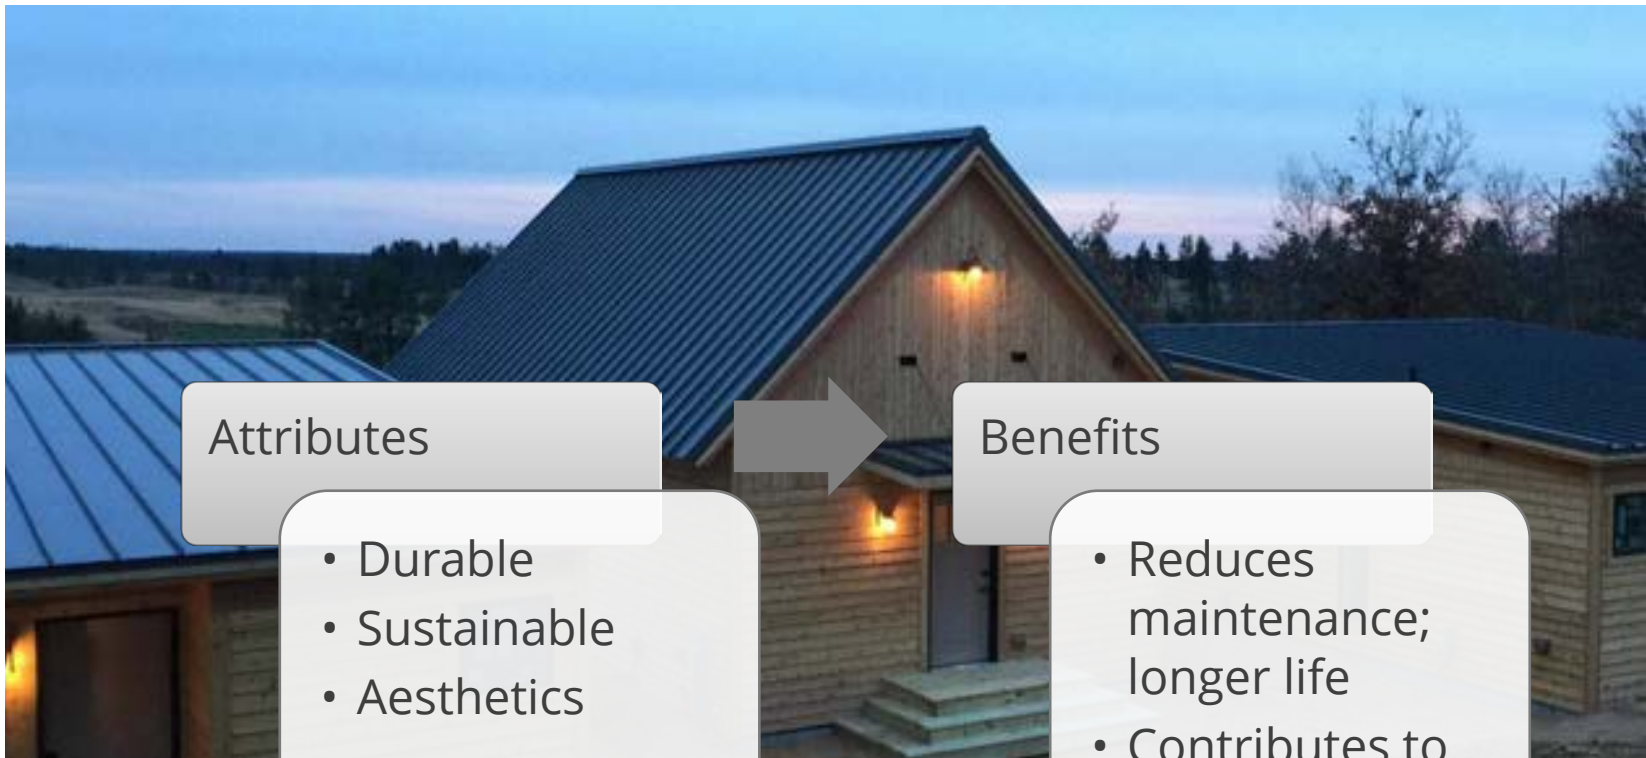 Attributes
• Durable
• Sustainable
• Aesthetics
Benefits
• Reduces
maintenance;
longer life
• Contributes to